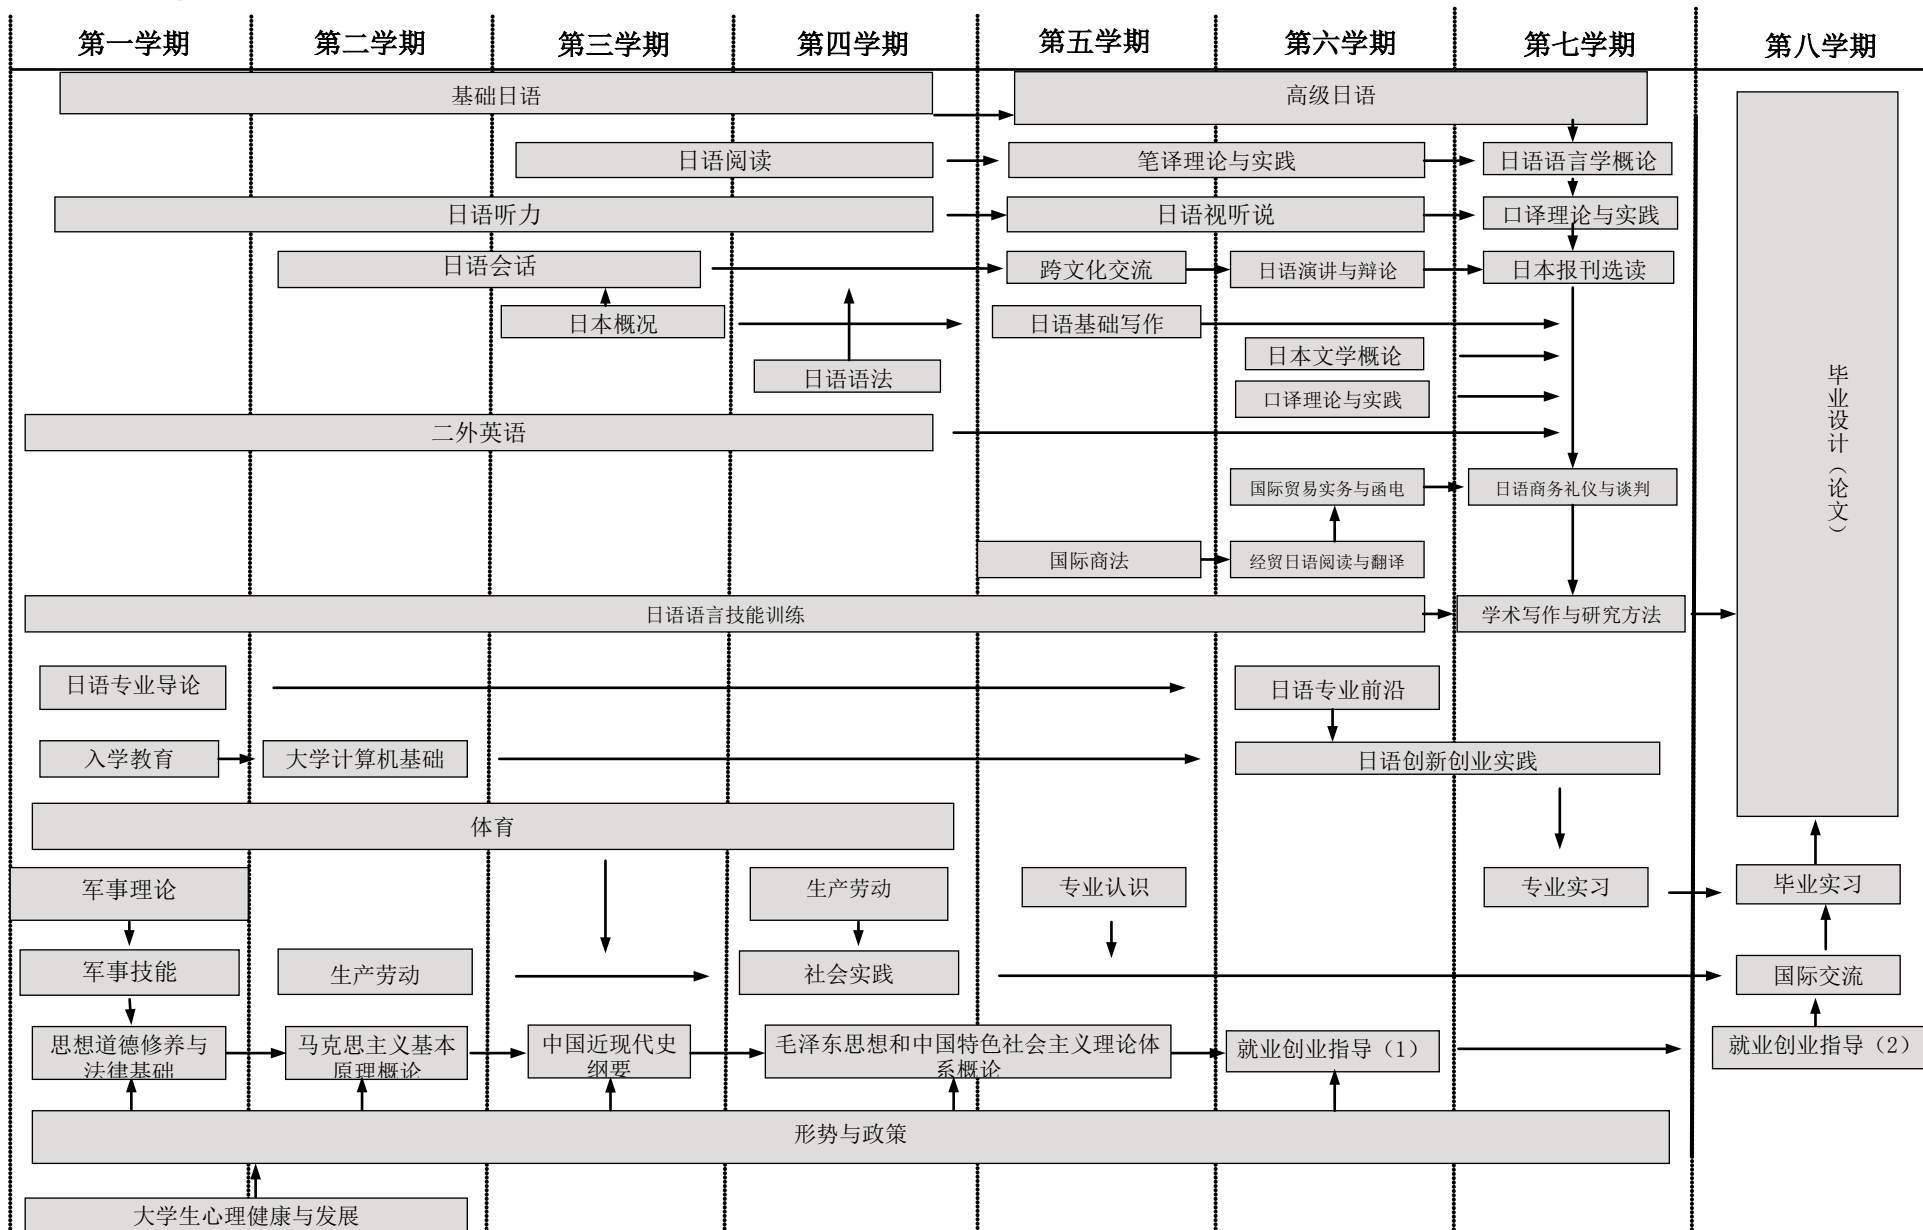 第一学期
第二学期
第三学期
第四学期
第五学期
第六学期
第七学期
第八学期
基础日语
高级日语
日语阅读
笔译理论与实践
日语语言学概论
日语听力
日语视听说
口译理论与实践
日语会话
跨文化交流
日语演讲与辩论
日本报刊选读
日本概况
日语基础写作
日本文学概论
日语语法
口译理论与实践
二外英语
毕业设计（论文）
国际贸易实务与函电
日语商务礼仪与谈判
国际商法
经贸日语阅读与翻译
日语语言技能训练
学术写作与研究方法
日语专业导论
日语专业前沿
入学教育
大学计算机基础
日语创新创业实践
体育
军事理论
生产劳动
专业认识
专业实习
毕业实习
军事技能
生产劳动
社会实践
国际交流
思想道德修养与
法律基础
马克思主义基本
原理概论
中国近现代史
纲要
毛泽东思想和中国特色社会主义理论体
系概论
就业创业指导（1）
就业创业指导（2）
形势与政策
大学生心理健康与发展